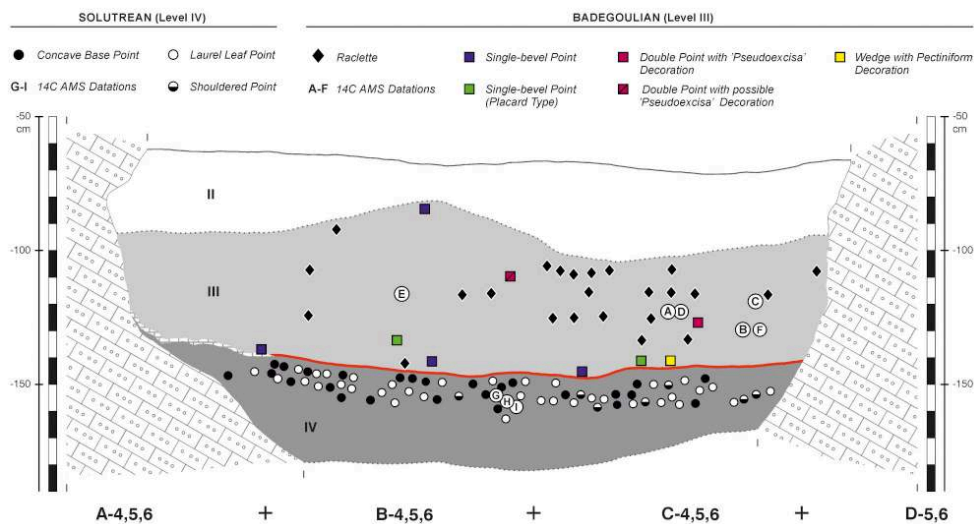 SOLUTREAN (Level IV)
BADEGOULIAN (Level III)
Concave Base Point
Laurel Leaf Point
Raclette
Single-bevel Point
Double Point with 'Pseudoexcisa'
Decoration
Wedge with Pectiniform
Decoration
G-I 14C AMS Datations
Shouldered Point
A-F 14C AMS Datations
Single-bevel Point
(Placard Type)
Double Point with possible
'Pseudoexcisa' Decoration
-50
cm
-50
cm
II
-100
-100
III
E
C
A D
B F
-150
-150
G
H
I
IV
A-4,5,6 + B-4,5,6 + C-4,5,6 + D-5,6